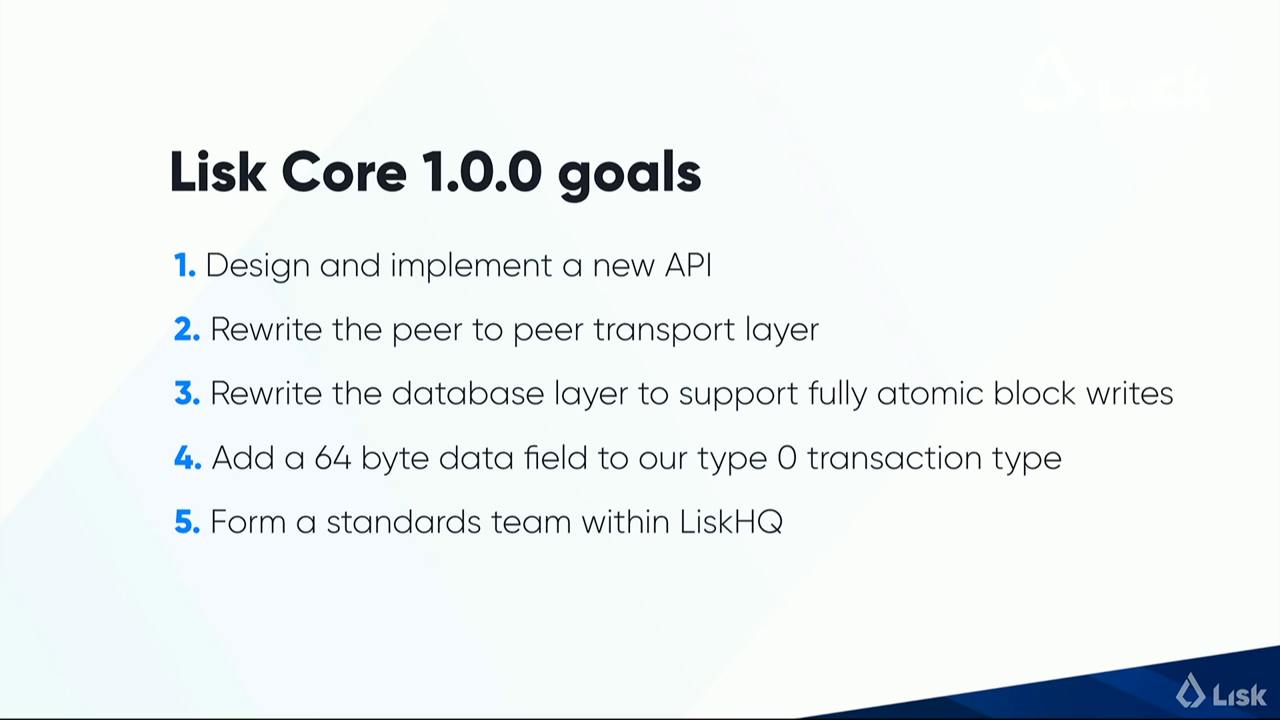 Lisk Core 1.0.0 goals
1. Design and implement a new API
2. Rewrite the peer to peer transport layer
3. Rewrite the database layer to support fully atomic block writes
4. Add a 64 byte data field to our type 0 transaction type
5. Form a standards team within LiskHQ
Lisk